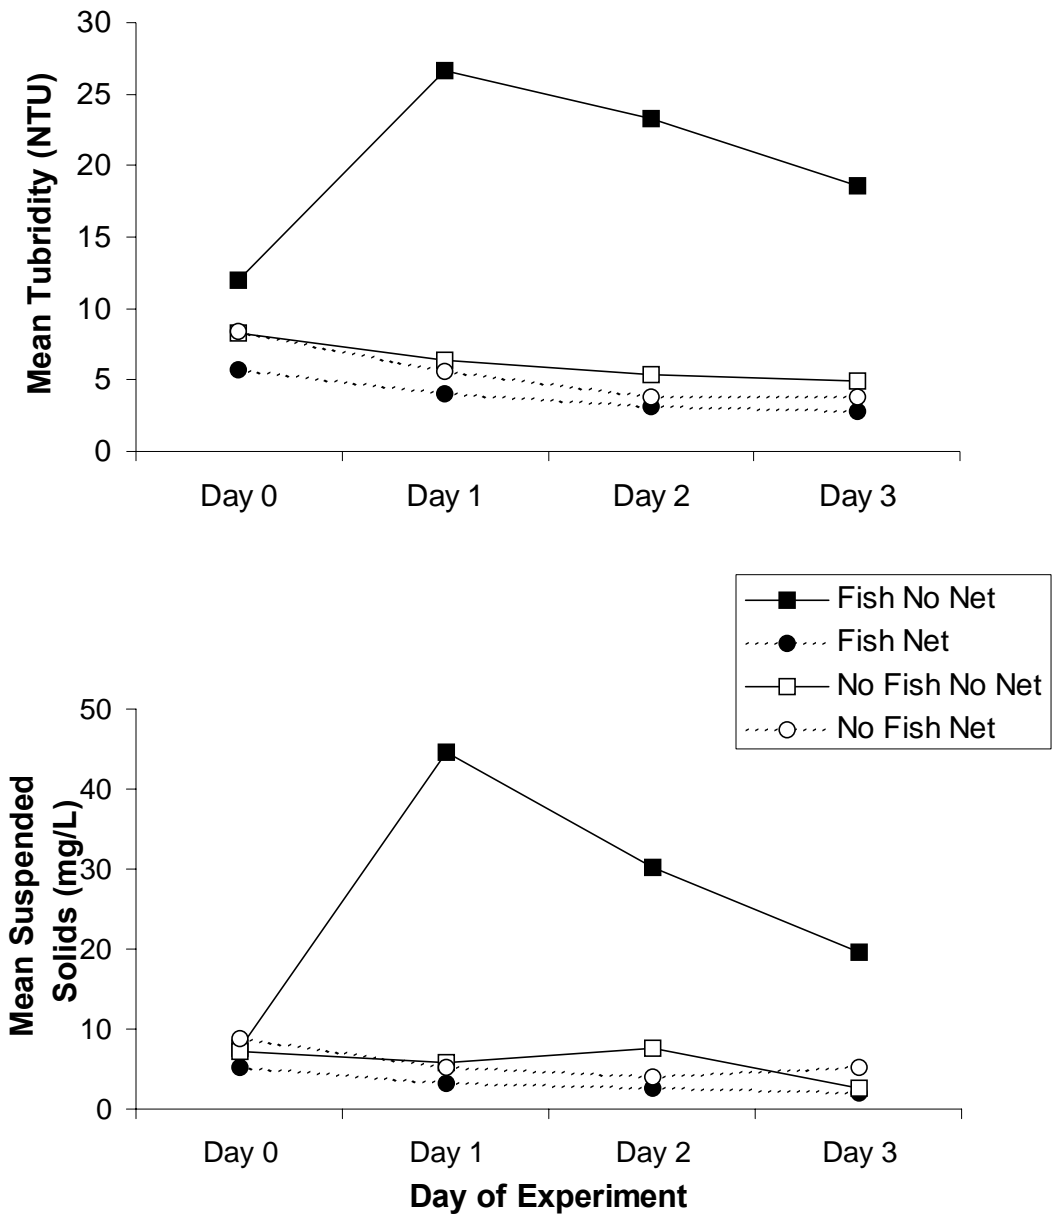 30
25
20
15
10
5
0
Mean Tubridity (NTU)
Day 0 Day 1 Day 2 Day 3
Fish No Net
Fish Net
No Fish No Net
No Fish Net
50
40
30
20
10
0
Mean Suspended
Solids (mg/L)
Day 0 Day 1 Day 2 Day 3
Day of Experiment